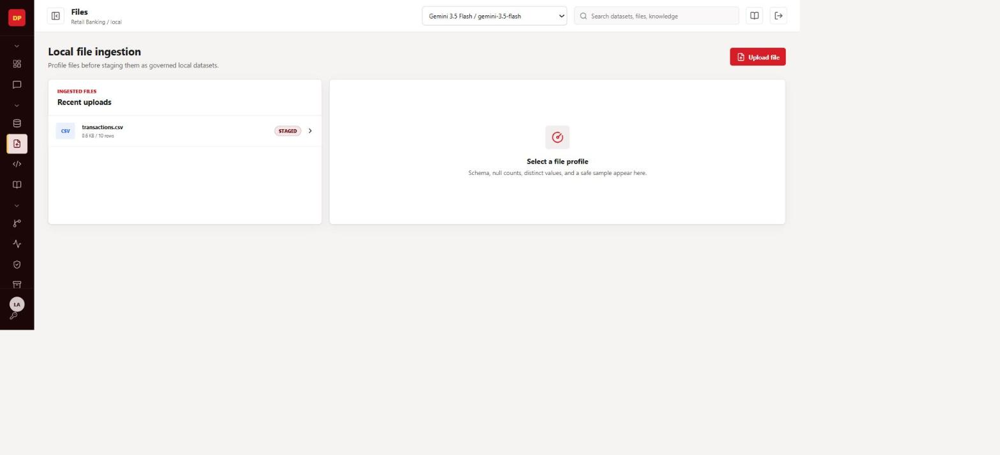 DP
Files
Retail Banking / local
Gemini 3.5 Flash / gemini-3.5-flash
Search datasets, files, knowledge
Local file ingestion
Profile files before staging them as governed local datasets.
Upload file
INGESTED FILES
Recent uploads
CSV
transactions.csv
0.6 KB / 10 rows
STAGED
Select a file profile
Schema, null counts, distinct values, and a safe sample appear here.
LA